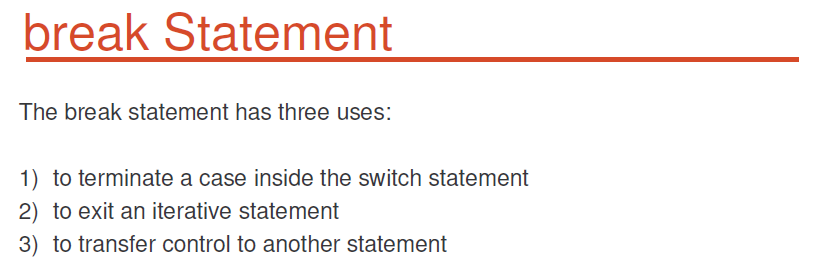 break Statement
The break statement has three uses:
1) to terminate a case inside the switch statement
2) to exit an iterative statement
3) to transfer control to another statement